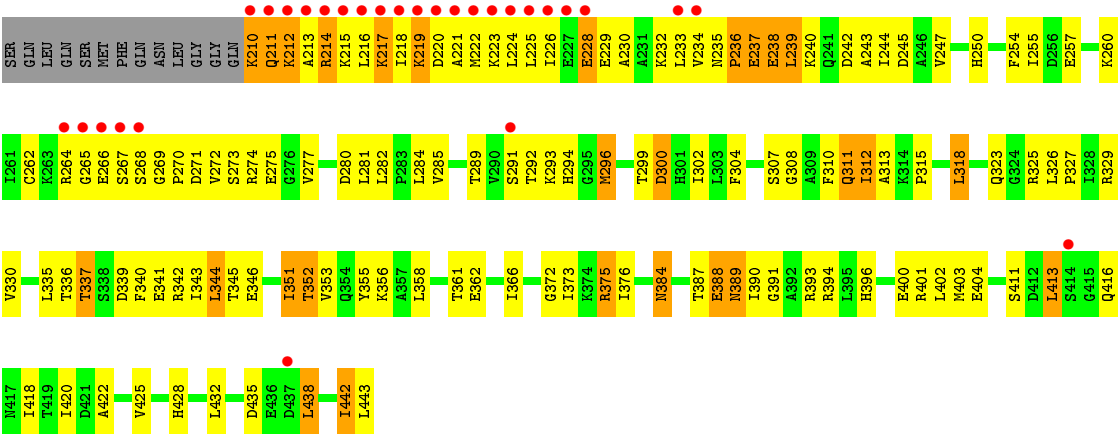 SER GLN LEU GLN SER MET PHE GLN ASN LEU GLY GLY GLN K210 Q211 K212 A213 R214 K215 L216 K217 I218 K219 D220 A221 M222 K223 L224 L225 I226 E227 E228 E229 A230 A231 K232 L233 V234 N235 P236 E237 E238 L239 K240 Q241 D242 A243 I244 D245 A246 V247 H250 F254 I255 D256 E257 K260
I261 C262 K263 R264 G265 E266 S267 S268 G269 P270 D271 V272 S273 R274 E275 G276 V277 D280 L281 L282 P283 L284 V285 T289 V290 S291 T292 K293 H294 G295 M296 T299 D300 H301 I302 L303 F304 S307 G308 A309 F310 Q311 I312 A313 K314 P315 L318 Q323 G324 R325 L326 P327 I328 R329
V330 L335 T336 T337 S338 D339 F340 E341 R342 I343 L344 T345 E346 I351 T352 V353 Q354 Y355 K356 A357 L358 T361 E362 I366 G372 I373 K374 R375 I376 N384 T387 E388 N389 I390 G391 A392 R393 R394 L395 H396 E400 R401 L402 M403 E404 S411 D412 L413 S414 G415 Q416
N417 I418 T419 I420 D421 A422 V425 H428 L432 D435 E436 D437 L438 I442 L443